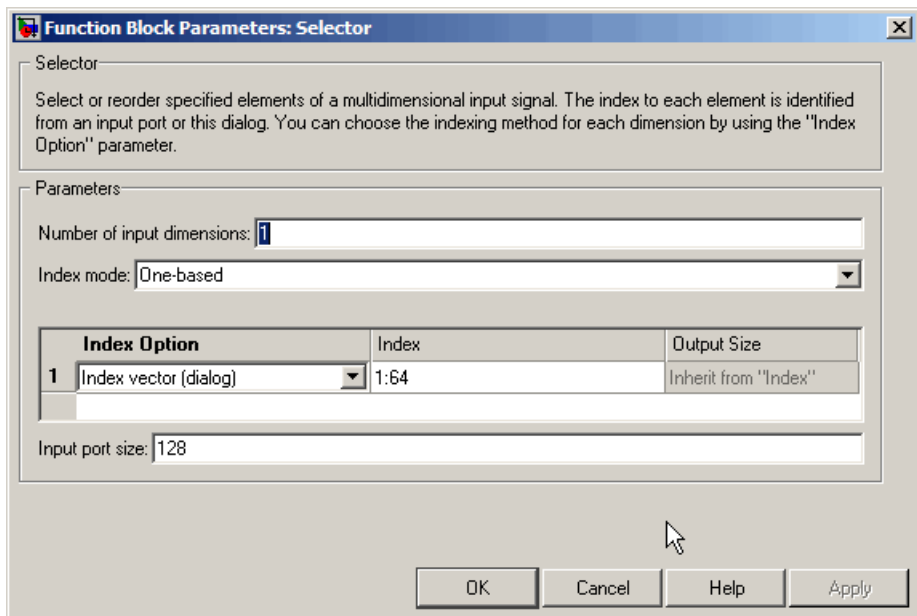 Function Block Parameters: Selector
Selector
Select or reorder specified elements of a multidimensional input signal. The index to each element is identified
from an input port or this dialog. You can choose the indexing method for each dimension by using the "Index
Option" parameter.
Parameters
Number of input dimensions: 1
Index mode: One-based
Index Option Index Output Size
1 Index vector (dialog) 1:64 Inherit from "Index"
Input port size: 128
OK Cancel Help Apply